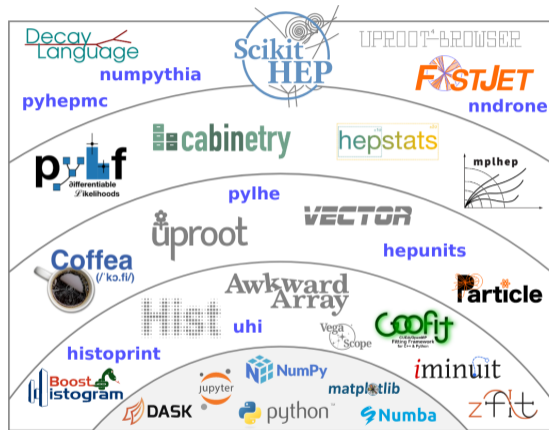 Decay
Language
Scikit
HEP
UPROOT-BROWSER
numpythia
FASTJET
pyhepmc
nndrone
cabinetry
hepstats
pyhf
differentiable
Likelihoods
mplhep
pylhe
VECTOR
uproot
hepunits
Coffea
(/ˈkɔ.fi/)
Awkward
Array
Particle
Hist
uhi
Vega
Scope
GooFit
histoprint
iminuit
Boost
Histogram
jupyter
NumPy
matplotlib
zfit
DASK
python™
Numba